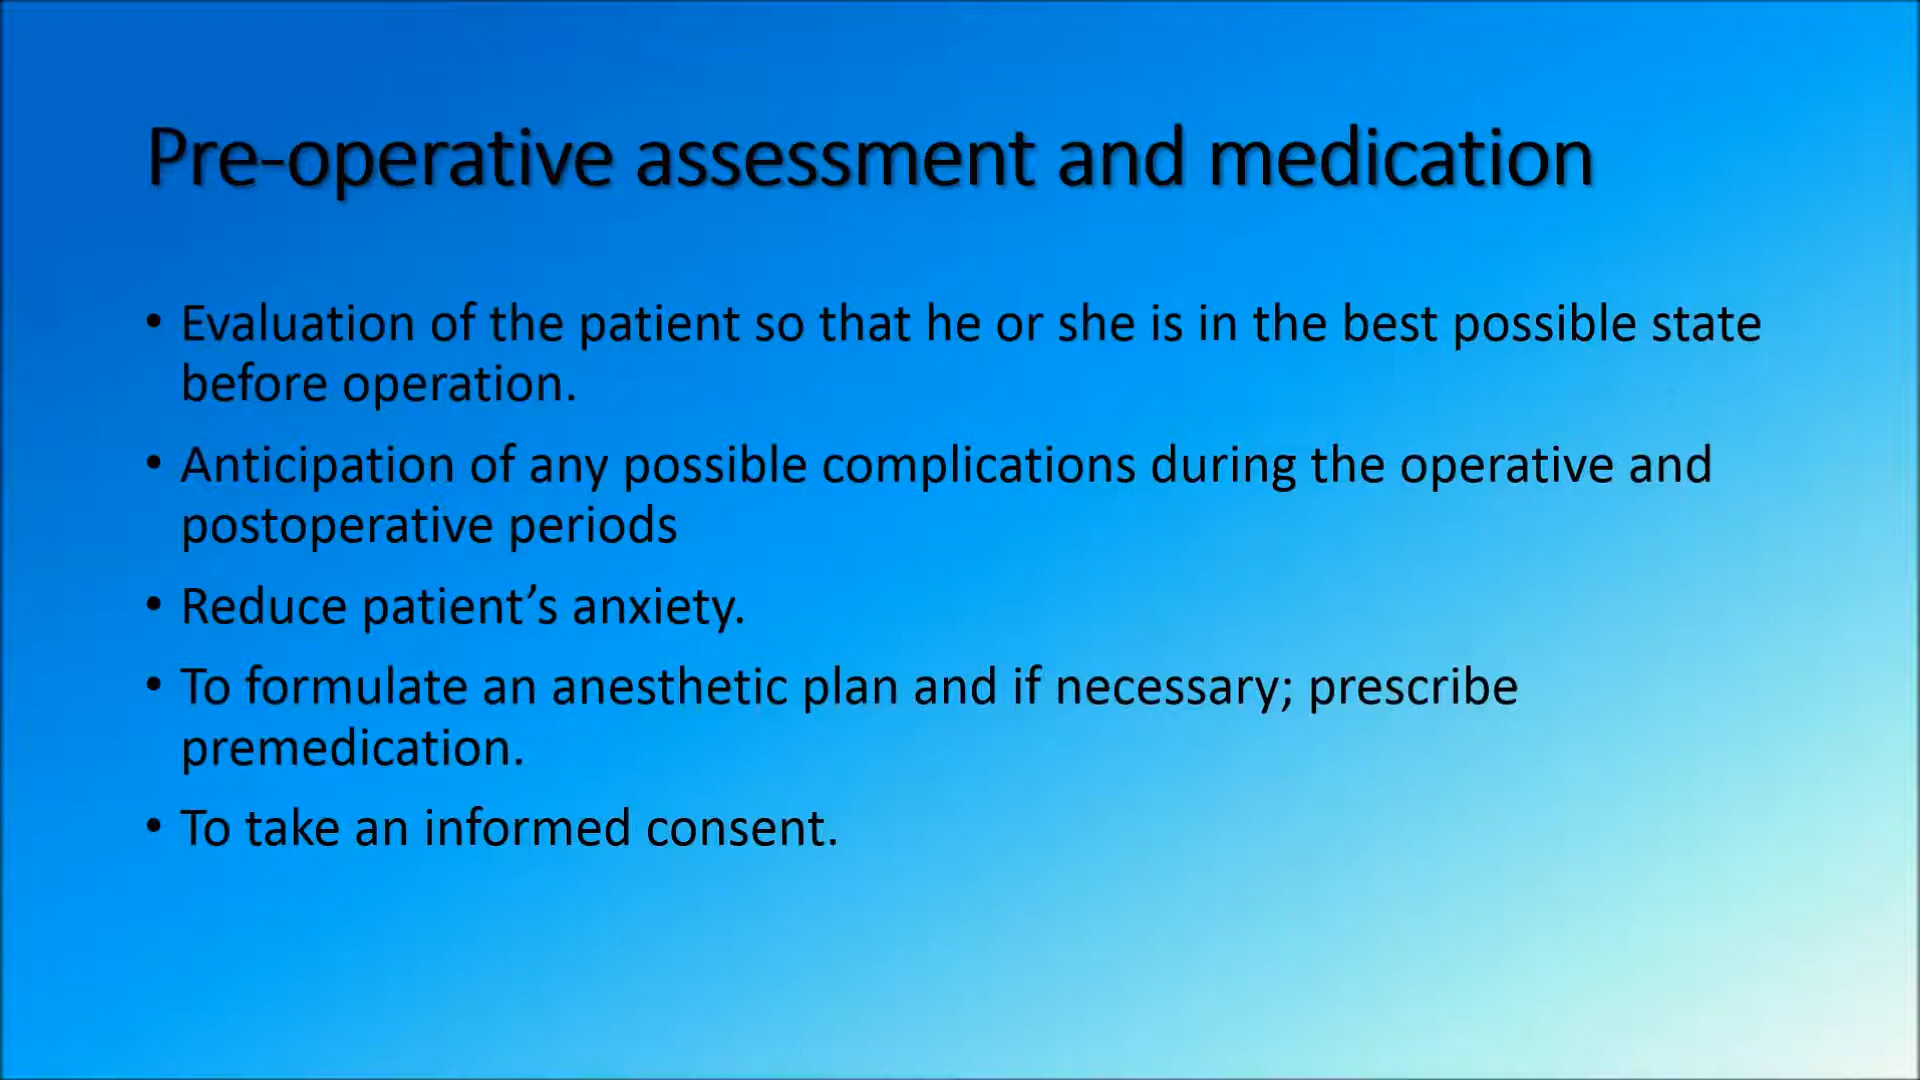 Pre-operative assessment and medication
• Evaluation of the patient so that he or she is in the best possible state
before operation.
• Anticipation of any possible complications during the operative and
postoperative periods
• Reduce patient’s anxiety.
• To formulate an anesthetic plan and if necessary; prescribe
premedication.
• To take an informed consent.